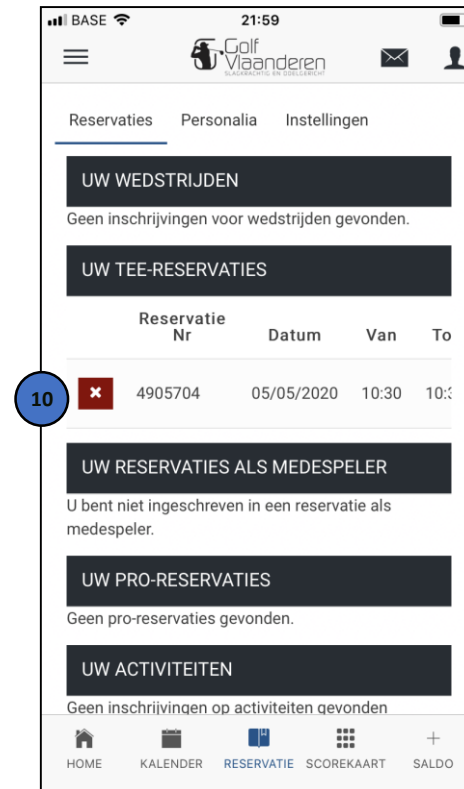 BASE 21:59
Golf
Vlaanderen
SLAGKRACHTIG EN DOELGERICHT
Reservaties Personalia Instellingen
UW WEDSTRIJDEN
Geen inschrijvingen voor wedstrijden gevonden.
UW TEE-RESERVATIES
Reservatie
Nr Datum Van To
10 4905704 05/05/2020 10:30 10:3
UW RESERVATIES ALS MEDESPELER
U bent niet ingeschreven in een reservatie als
medespeler.
UW PRO-RESERVATIES
Geen pro-reservaties gevonden.
UW ACTIVITEITEN
Geen inschrijvingen op activiteiten gevonden
HOME KALENDER RESERVATIE SCOREKAART SALDO